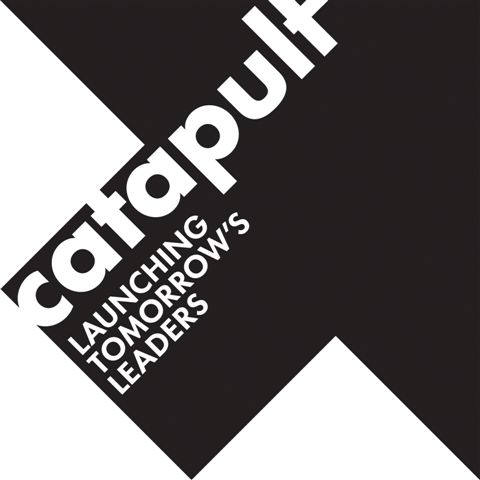 catapult
LAUNCHING
TOMORROW'S
LEADERS